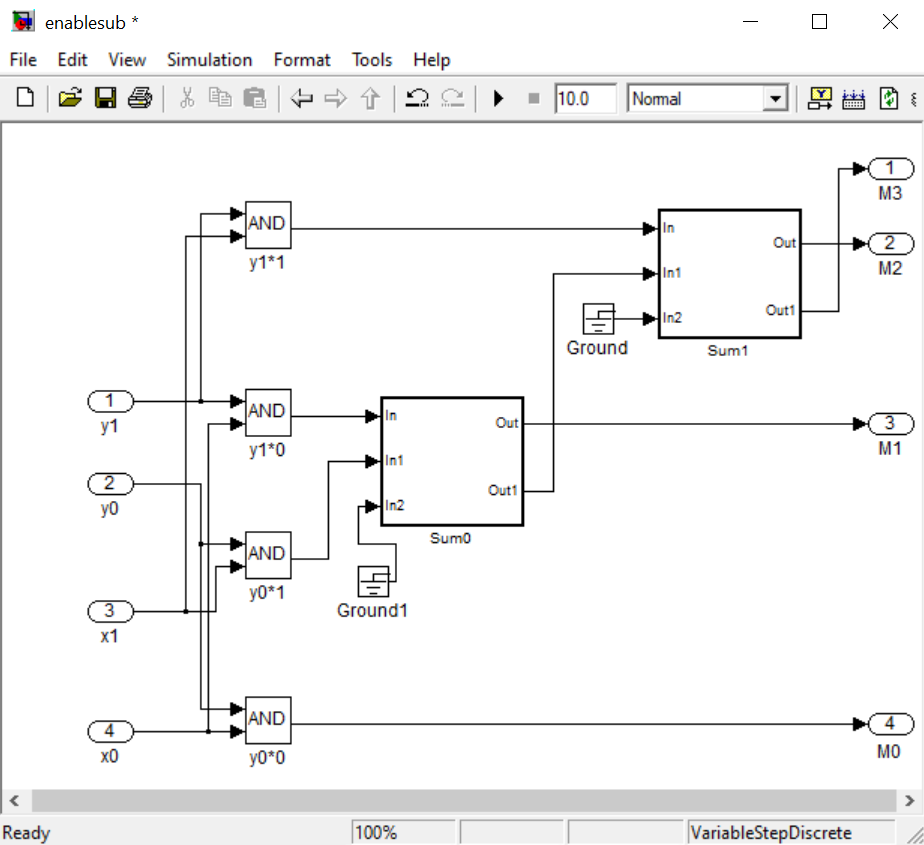 enablesub *
File Edit View Simulation Format Tools Help
10.0 Normal
1
M3
AND
y1*1
In
In1
In2
Out
Out1
Sum1
2
M2
Ground
1
y1
AND
y1*0
In
In1
In2
Out
Out1
Sum0
3
M1
2
y0
AND
y0*1
Ground1
3
x1
4
x0
AND
y0*0
4
M0
Ready 100% VariableStepDiscrete